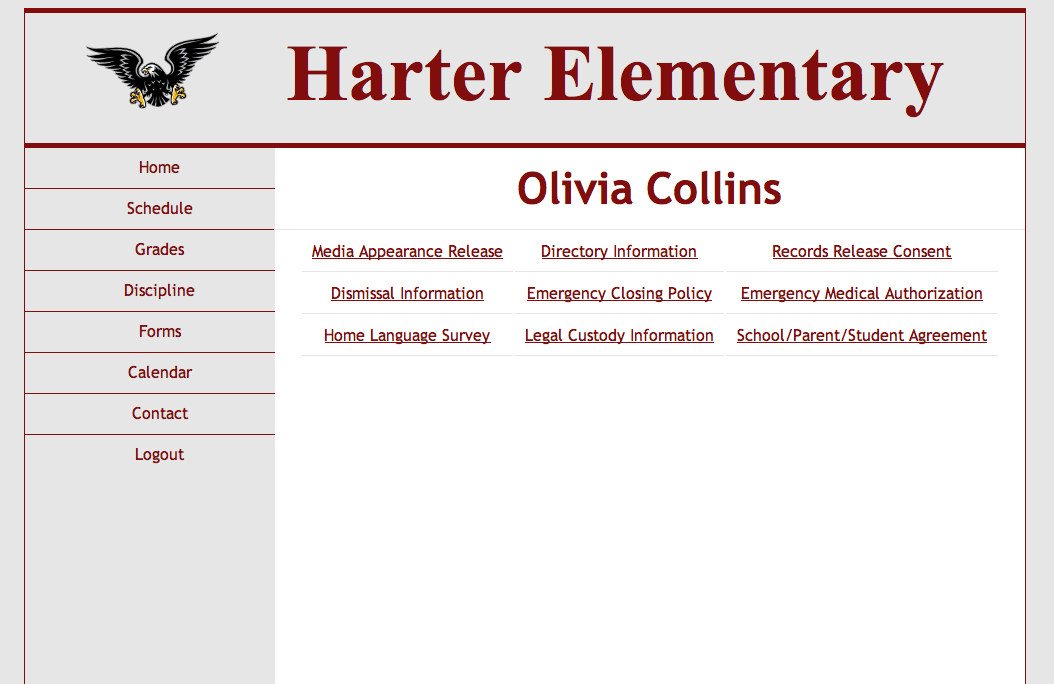 Harter Elementary
Home
Schedule
Grades
Discipline
Forms
Calendar
Contact
Logout
Olivia Collins
Media Appearance Release Directory Information Records Release Consent
Dismissal Information Emergency Closing Policy Emergency Medical Authorization
Home Language Survey Legal Custody Information School/Parent/Student Agreement